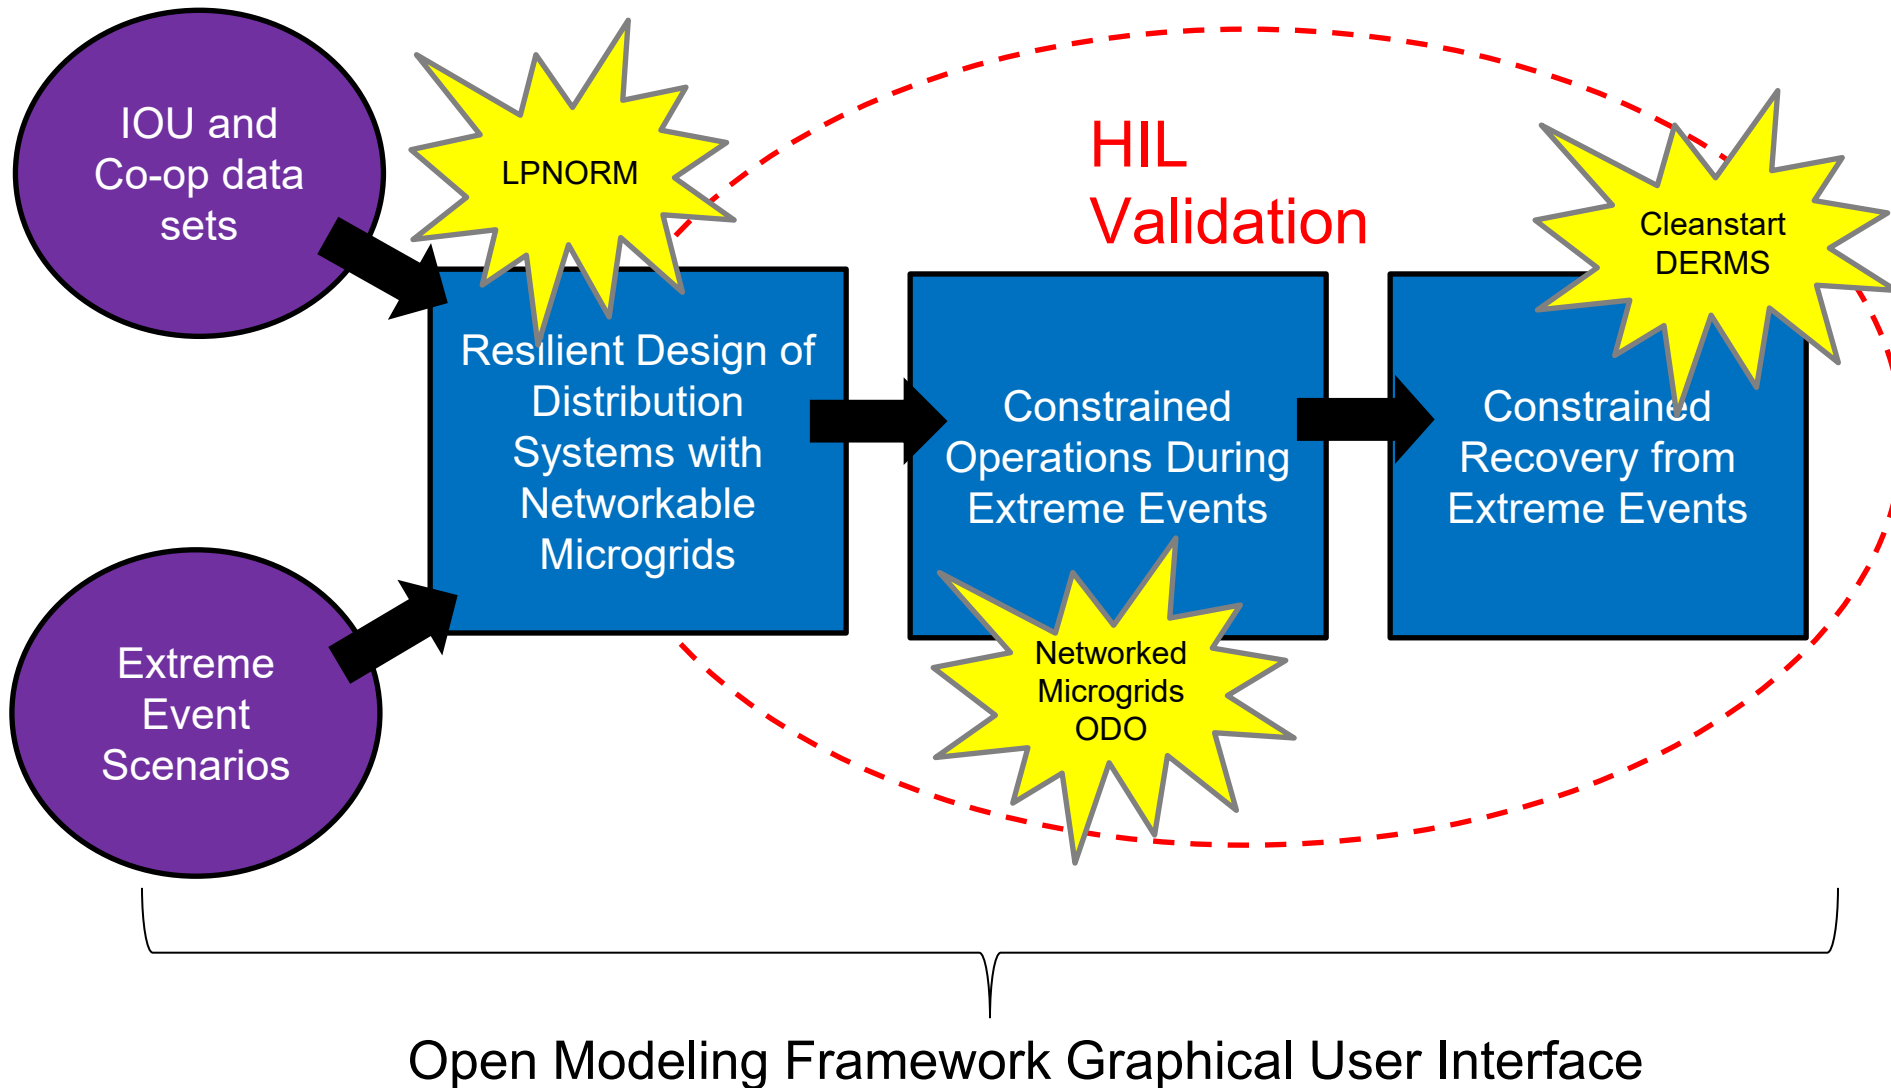 IOU and
Co-op data
sets
LPNORM
HIL
Validation
Cleanstart
DERMS
Resilient Design of
Distribution
Systems with
Networkable
Microgrids
Constrained
Operations During
Extreme Events
Constrained
Recovery from
Extreme Events
Extreme
Event
Scenarios
Networked
Microgrids
ODO
Open Modeling Framework Graphical User Interface